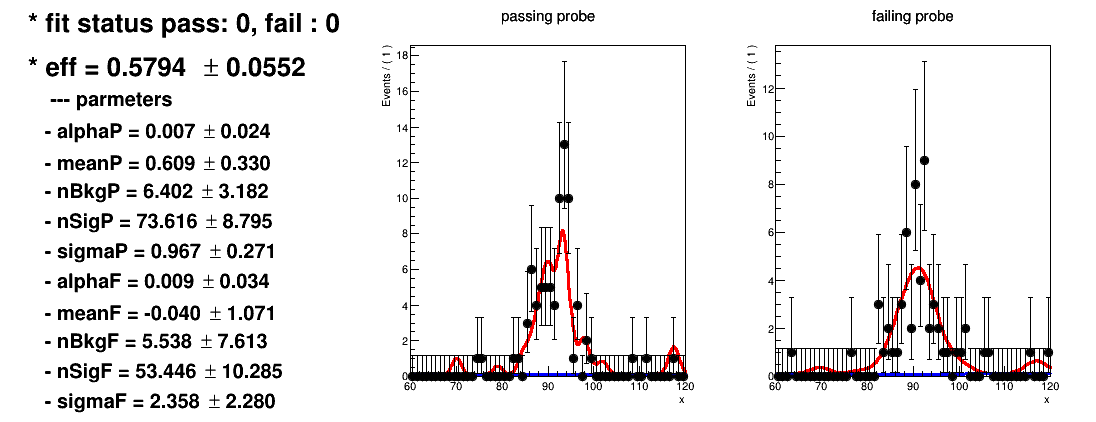 * fit status pass: 0, fail : 0
* eff = 0.5794 ± 0.0552
--- parmeters
- alphaP = 0.007 ± 0.024
- meanP = 0.609 ± 0.330
- nBkgP = 6.402 ± 3.182
- nSigP = 73.616 ± 8.795
- sigmaP = 0.967 ± 0.271
- alphaF = 0.009 ± 0.034
- meanF = -0.040 ± 1.071
- nBkgF = 5.538 ± 7.613
- nSigF = 53.446 ± 10.285
- sigmaF = 2.358 ± 2.280
passing probe
Events / ( 1 )
18
16
14
12
10
8
6
4
2
0
60 70 80 90 100 110 120
x
failing probe
Events / ( 1 )
12
10
8
6
4
2
0
60 70 80 90 100 110 120
x